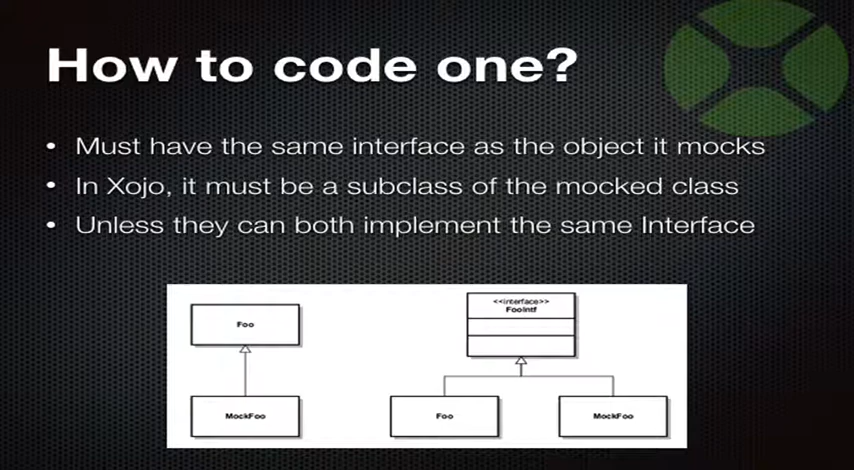 How to code one?
• Must have the same interface as the object it mocks
• In Xojo, it must be a subclass of the mocked class
• Unless they can both implement the same Interface
<<interface>>
FooIntf
Foo
MockFoo
Foo
MockFoo